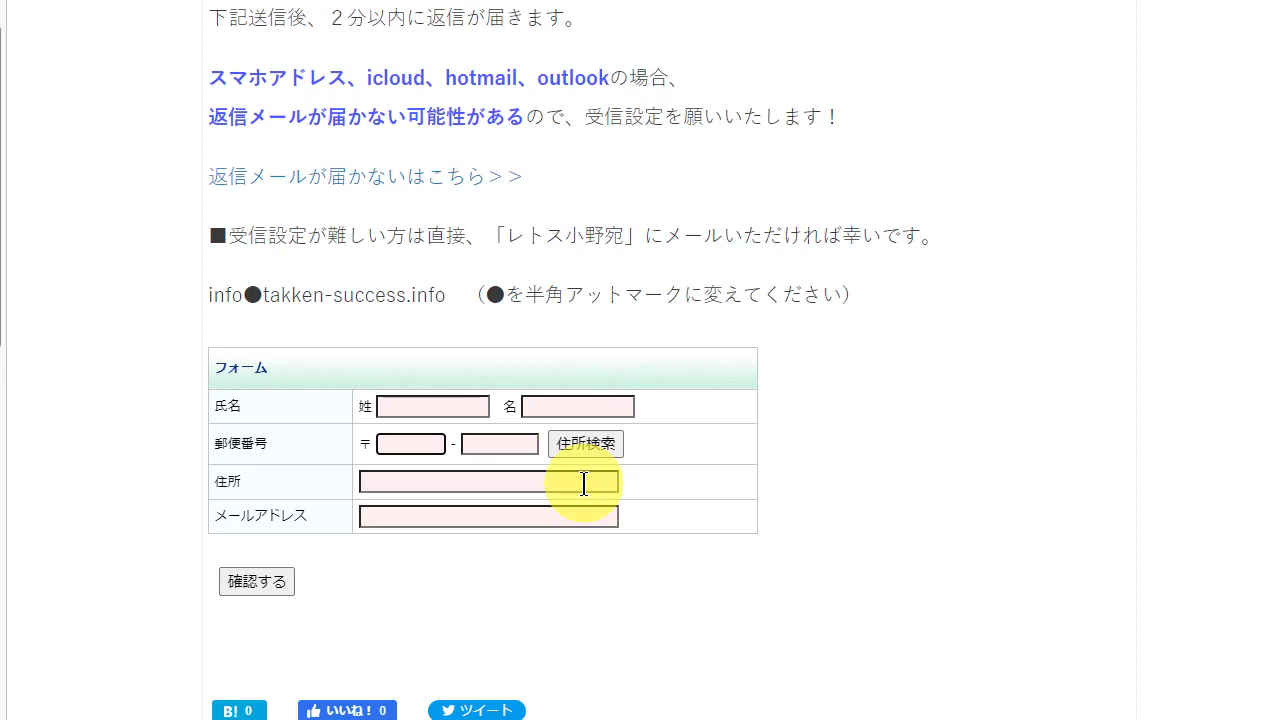 下記送信後、２分以内に返信が届きます。
スマホアドレス、icloud、hotmail、outlookの場合、
返信メールが届かない可能性があるので、受信設定を願いいたします！
返信メールが届かないはこちら＞＞
■受信設定が難しい方は直接、「レトス小野宛」にメールいただければ幸いです。
info●takken-success.info　（●を半角アットマークに変えてください）
フォーム
氏名 姓 名
郵便番号 〒 - 住所検索
住所
メールアドレス
確認する
B! 0 いいね！ 0 ツイート